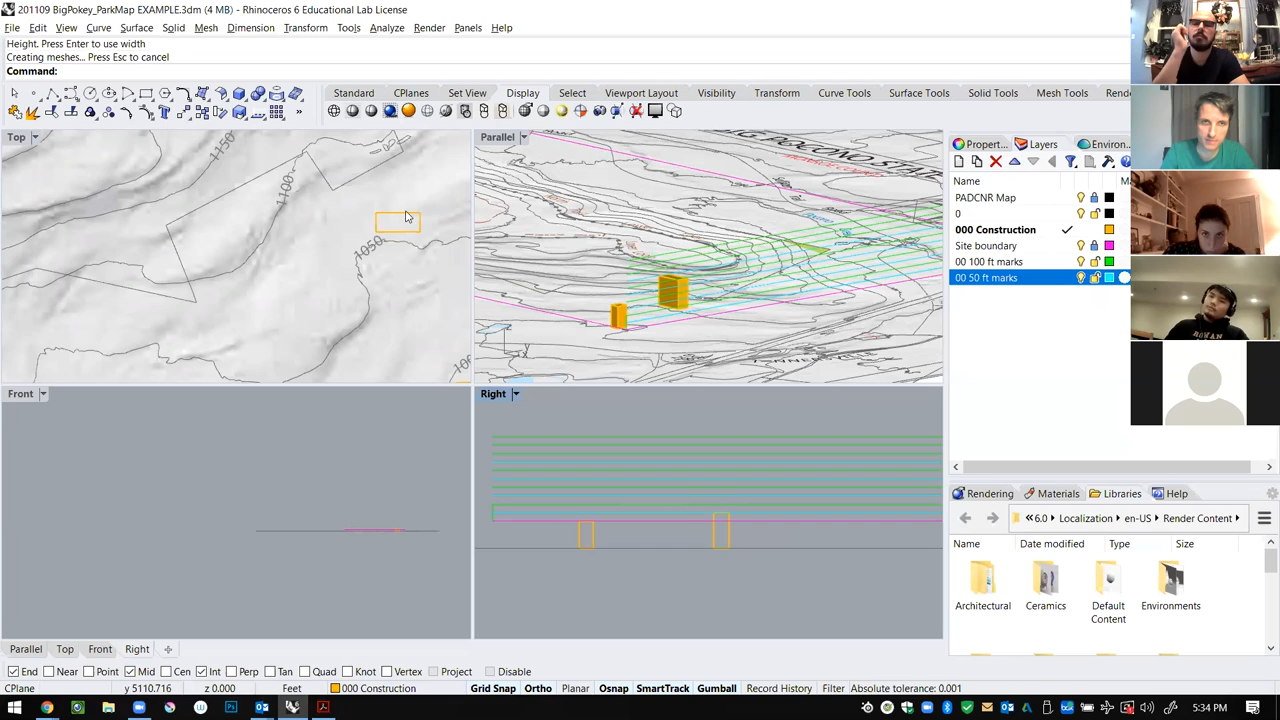 201109 BigPokey_ParkMap EXAMPLE.3dm (4 MB) - Rhinoceros 6 Educational Lab License
File Edit View Curve Surface Solid Mesh Dimension Transform Tools Analyze Render Panels Help
Height. Press Enter to use width
Creating meshes... Press Esc to cancel
Command:
Standard CPlanes Set View Display Select Viewport Layout Visibility Transform Curve Tools Surface Tools Solid Tools Mesh Tools Rende
Top
Parallel
Propert... Layers Environ...
Name Ma
PADCNR Map
0
000 Construction
Site boundary
00 100 ft marks
00 50 ft marks
1150
1100
1050
Front
Right
Rendering Materials Libraries Help
6.0 Localization en-US Render Content
Name Date modified Type Size
Architectural Ceramics Default Content Environments
Parallel Top Front Right
End Near Point Mid Cen Int Perp Tan Quad Knot Vertex Project Disable
CPlane y 5110.716 z 0.000 Feet 000 Construction Grid Snap Ortho Planar Osnap SmartTrack Gumball Record History Filter Absolute tolerance: 0.001
5:34 PM
ROWAN